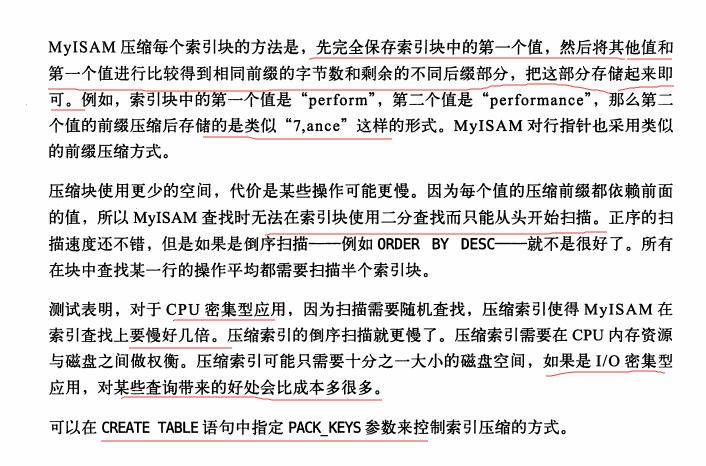 MyISAM 压缩每个索引块的方法是，先完全保存索引块中的第一个值，然后将其他值和
第一个值进行比较得到相同前缀的字节数和剩余的不同后缀部分，把这部分存储起来即
可。例如，索引块中的第一个值是“perform”，第二个值是“performance”，那么第二
个值的前缀压缩后存储的是类似“7,ance”这样的形式。MyISAM 对行指针也采用类似
的前缀压缩方式。
压缩块使用更少的空间，代价是某些操作可能更慢。因为每个值的压缩前缀都依赖前面
的值，所以 MyISAM 查找时无法在索引块使用二分查找而只能从头开始扫描。正序的扫
描速度还不错，但是如果是倒序扫描——例如 ORDER BY DESC——就不是很好了。所有
在块中查找某一行的操作平均都需要扫描半个索引块。
测试表明，对于 CPU 密集型应用，因为扫描需要随机查找，压缩索引使得 MyISAM 在
索引查找上要慢好几倍。压缩索引的倒序扫描就更慢了。压缩索引需要在 CPU 内存资源
与磁盘之间做权衡。压缩索引可能只需要十分之一大小的磁盘空间，如果是 I/O 密集型
应用，对某些查询带来的好处会比成本多很多。
可以在 CREATE TABLE 语句中指定 PACK_KEYS 参数来控制索引压缩的方式。